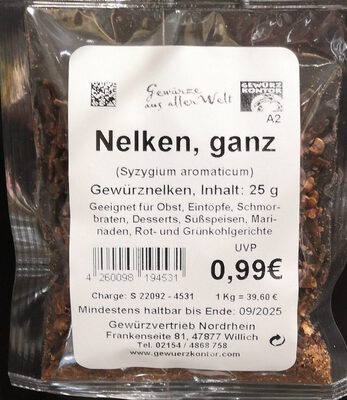 Gewürze
aus aller Welt
GEWÜRZ
KONTOR
A2
Nelken, ganz
(Syzygium aromaticum)
Gewürznelken, Inhalt: 25 g
Geeignet für Obst, Eintöpfe, Schmor-
braten, Desserts, Sußspeisen, Mari-
naden, Rot- und Grünkohlgerichte
UVP
0,99€
4 260098 194531
Charge: S 22092 - 4531
1 Kg = 39,60 €
Mindestens haltbar bis Ende: 09/2025
Gewürzvertrieb Nordrhein
Frankenseite 81, 47877 Willich
Tel. 02154 / 4868 758
www.gewuerzkontor.com